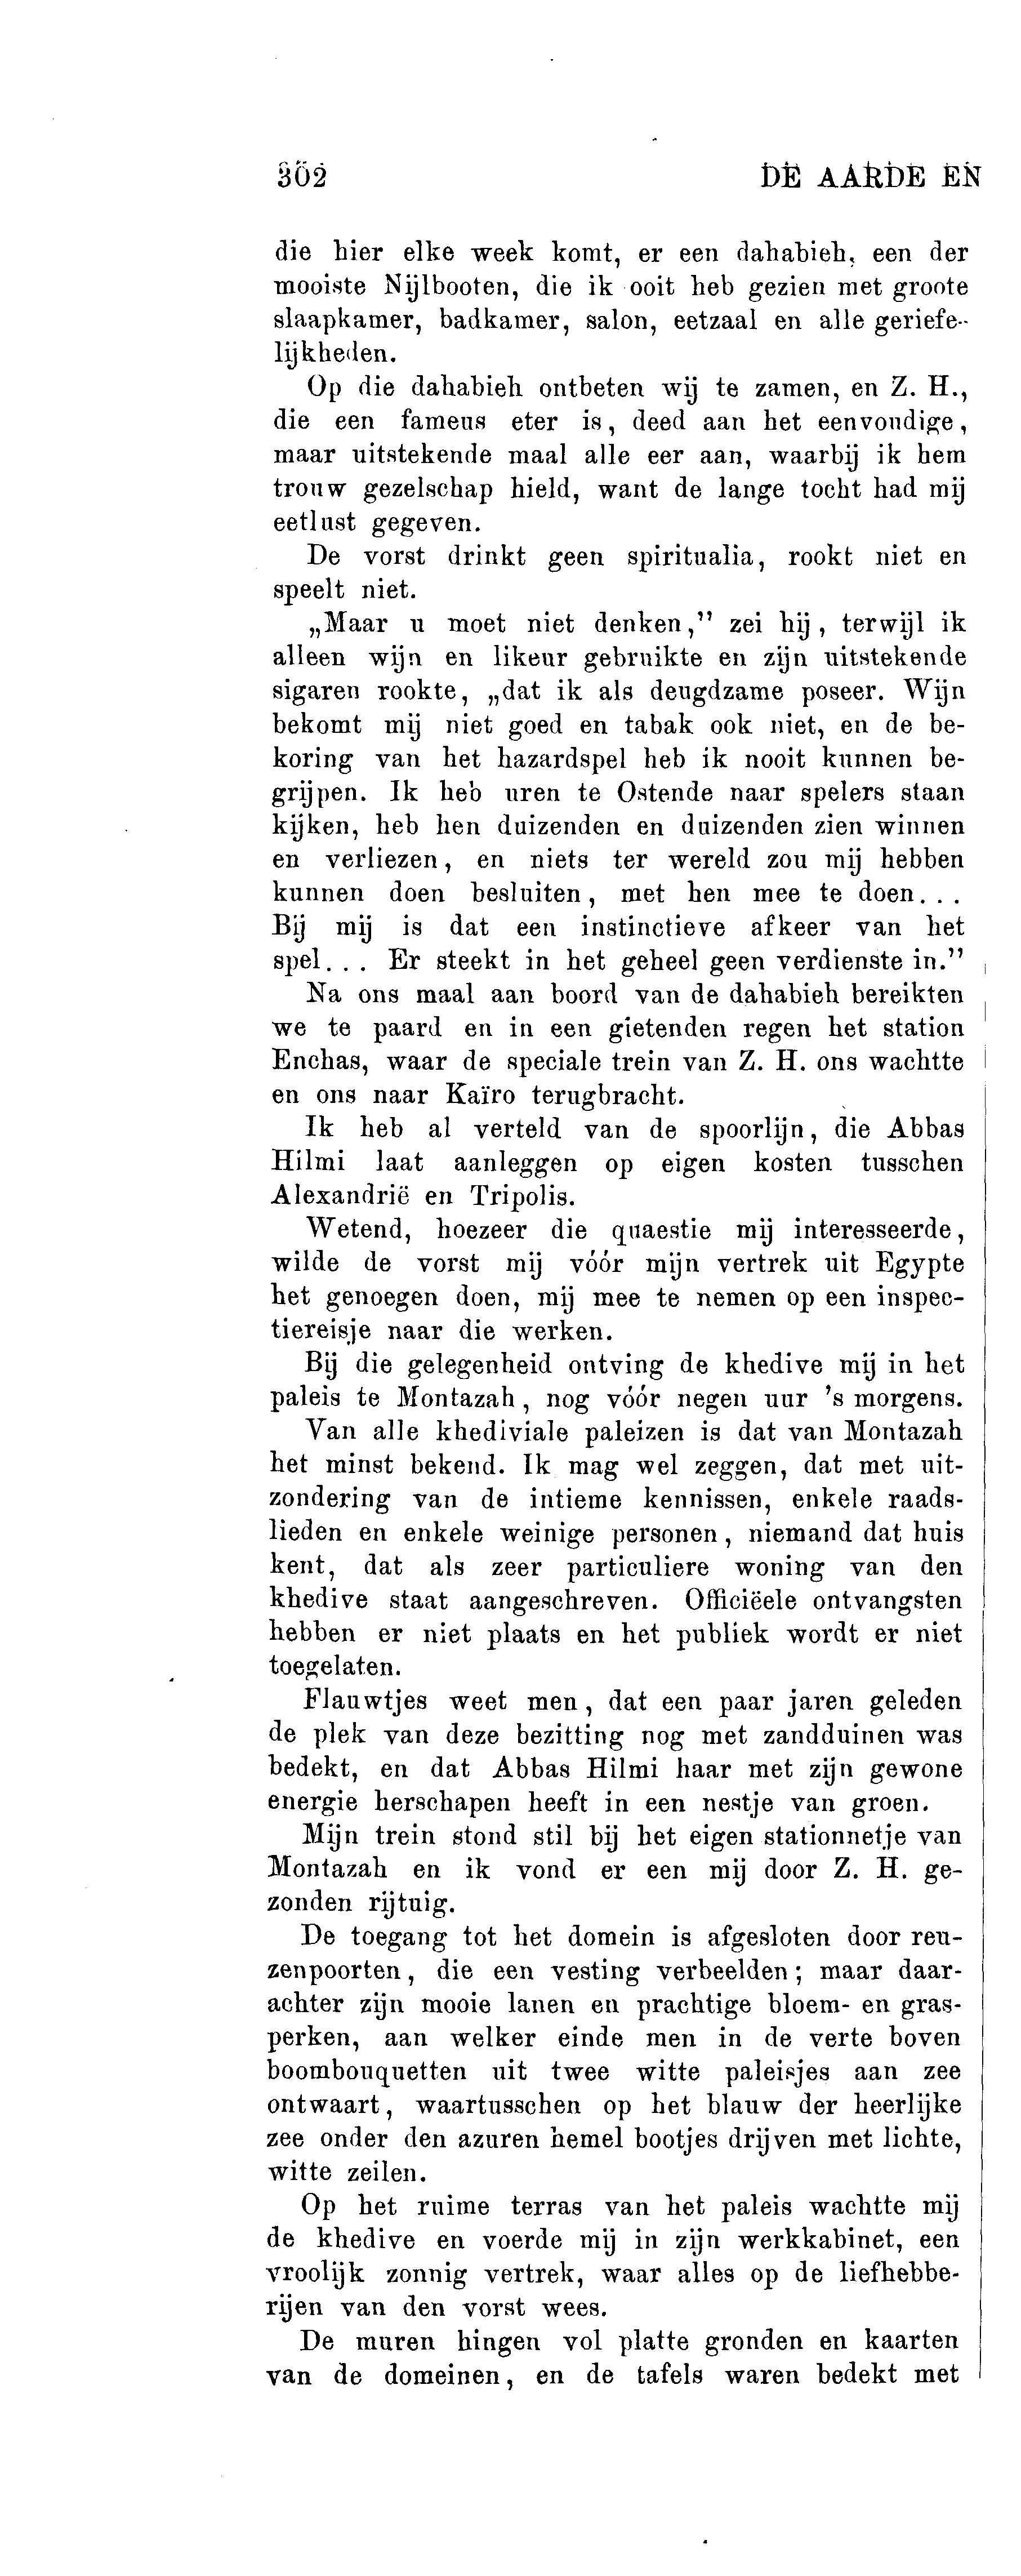 302 DE AARDE EN
die hier elke week komt, er een dahabieh, een der
mooiste Nijlbooten, die ik ooit heb gezien met groote
slaapkamer, badkamer, salon, eetzaal en alle geriefe-
lijkheden.
Op die dahabieh ontbeten wij te zamen, en Z. H.,
die een fameus eter is, deed aan het eenvoudige,
maar uitstekende maal alle eer aan, waarbij ik hem
trouw gezelschap hield, want de lange tocht had mij
eetlust gegeven.
De vorst drinkt geen spiritualia, rookt niet en
speelt niet.
„Maar u moet niet denken,” zei hij, terwijl ik
alleen wijn en likeur gebruikte en zijn uitstekende
sigaren rookte, „dat ik als deugdzame poseer. Wijn
bekomt mij niet goed en tabak ook niet, en de be-
koring van het hazardspel heb ik nooit kunnen be-
grijpen. Ik heb uren te Ostende naar spelers staan
kijken, heb hen duizenden en duizenden zien winnen
en verliezen, en niets ter wereld zou mij hebben
kunnen doen besluiten, met hen mee te doen...
Bij mij is dat een instinctieve afkeer van het
spel... Er steekt in het geheel geen verdienste in.”
Na ons maal aan boord van de dahabieh bereikten
we te paard en in een gietenden regen het station
Enchas, waar de speciale trein van Z. H. ons wachtte
en ons naar Kaïro terugbracht.
Ik heb al verteld van de spoorlijn, die Abbas
Hilmi laat aanleggen op eigen kosten tusschen
Alexandrië en Tripolis.
Wetend, hoezeer die quaestie mij interesseerde,
wilde de vorst mij vóór mijn vertrek uit Egypte
het genoegen doen, mij mee te nemen op een inspec-
tiereisje naar die werken.
Bij die gelegenheid ontving de khedive mij in het
paleis te Montazah, nog vóór negen uur 's morgens.
Van alle khediviale paleizen is dat van Montazah
het minst bekend. Ik mag wel zeggen, dat met uit-
zondering van de intieme kennissen, enkele raads-
lieden en enkele weinige personen, niemand dat huis
kent, dat als zeer particuliere woning van den
khedive staat aangeschreven. Officiëele ontvangsten
hebben er niet plaats en het publiek wordt er niet
toegelaten.
Flauwtjes weet men, dat een paar jaren geleden
de plek van deze bezitting nog met zandduinen was
bedekt, en dat Abbas Hilmi haar met zijn gewone
energie herschapen heeft in een nestje van groen.
Mijn trein stond stil bij het eigen stationnetje van
Montazah en ik vond er een mij door Z. H. ge-
zonden rijtuig.
De toegang tot het domein is afgesloten door reu-
zenpoorten, die een vesting verbeelden; maar daar-
achter zijn mooie lanen en prachtige bloem- en gras-
perken, aan welker einde men in de verte boven
boombouquetten uit twee witte paleisjes aan zee
ontwaart, waartusschen op het blauw der heerlijke
zee onder den azuren hemel bootjes drijven met lichte,
witte zeilen.
Op het ruime terras van het paleis wachtte mij
de khedive en voerde mij in zijn werkkabinet, een
vroolijk zonnig vertrek, waar alles op de liefhebbe-
rijen van den vorst wees.
De muren hingen vol platte gronden en kaarten
van de domeinen, en de tafels waren bedekt met